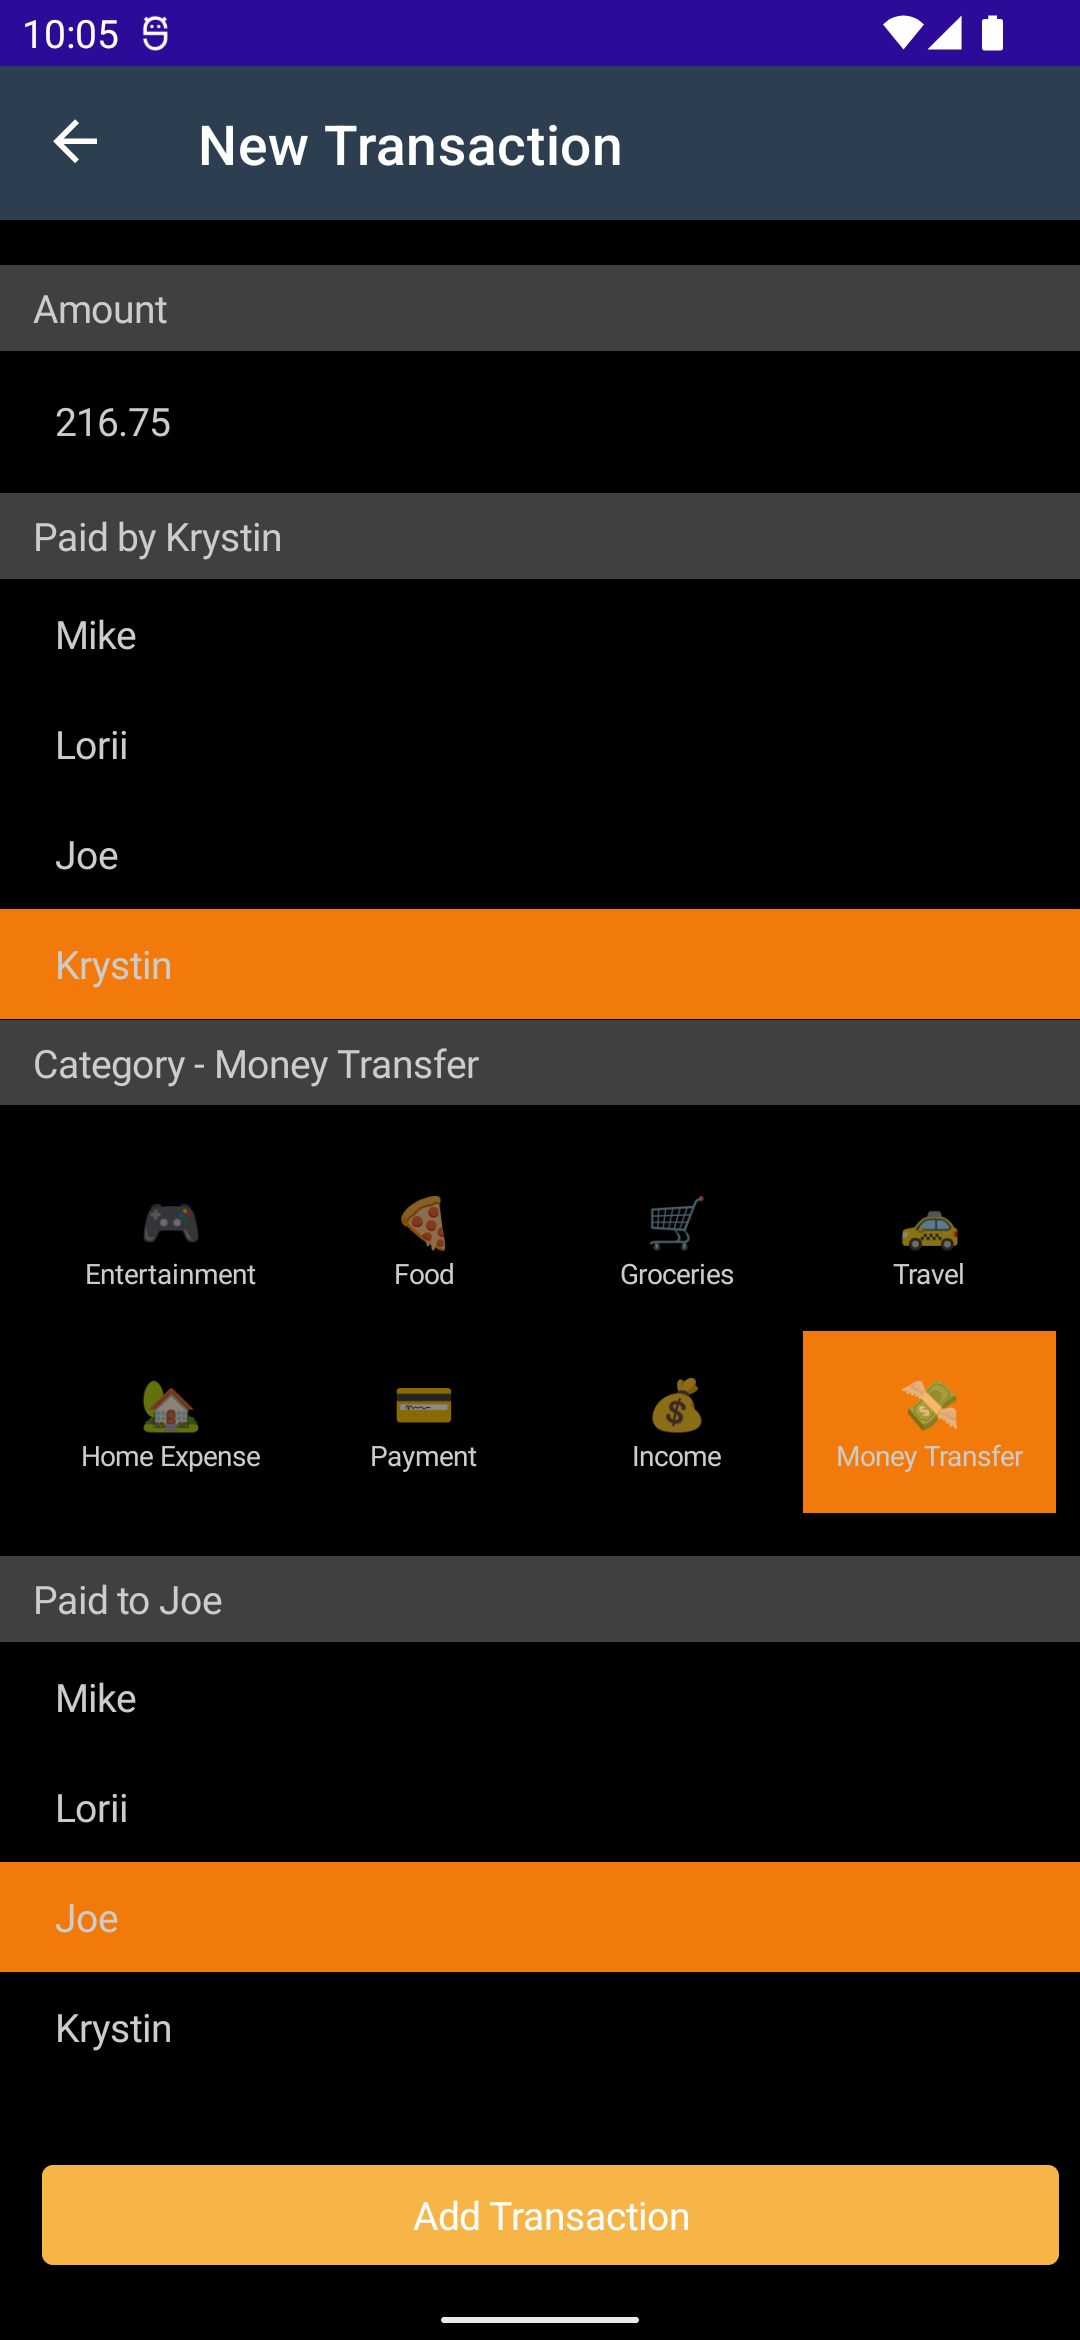 10:05
New Transaction
Amount
216.75
Paid by Krystin
Mike
Lorii
Joe
Krystin
Category - Money Transfer
Entertainment Food Groceries Travel
Home Expense Payment Income Money Transfer
Paid to Joe
Mike
Lorii
Joe
Krystin
Add Transaction